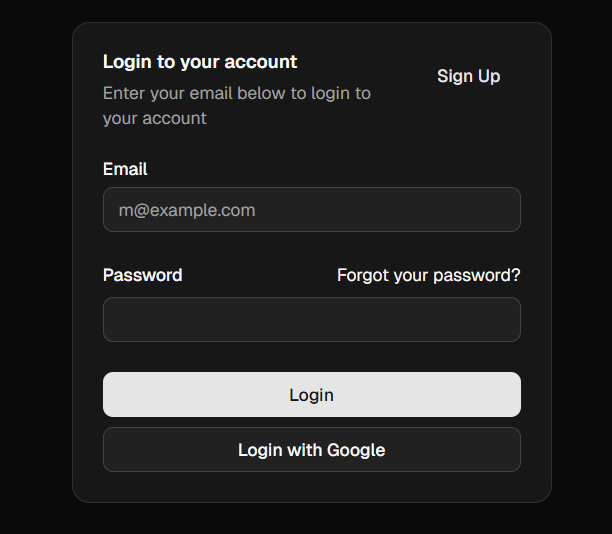 Login to your account
Sign Up
Enter your email below to login to
your account
Email
m@example.com
Password
Forgot your password?
Login
Login with Google